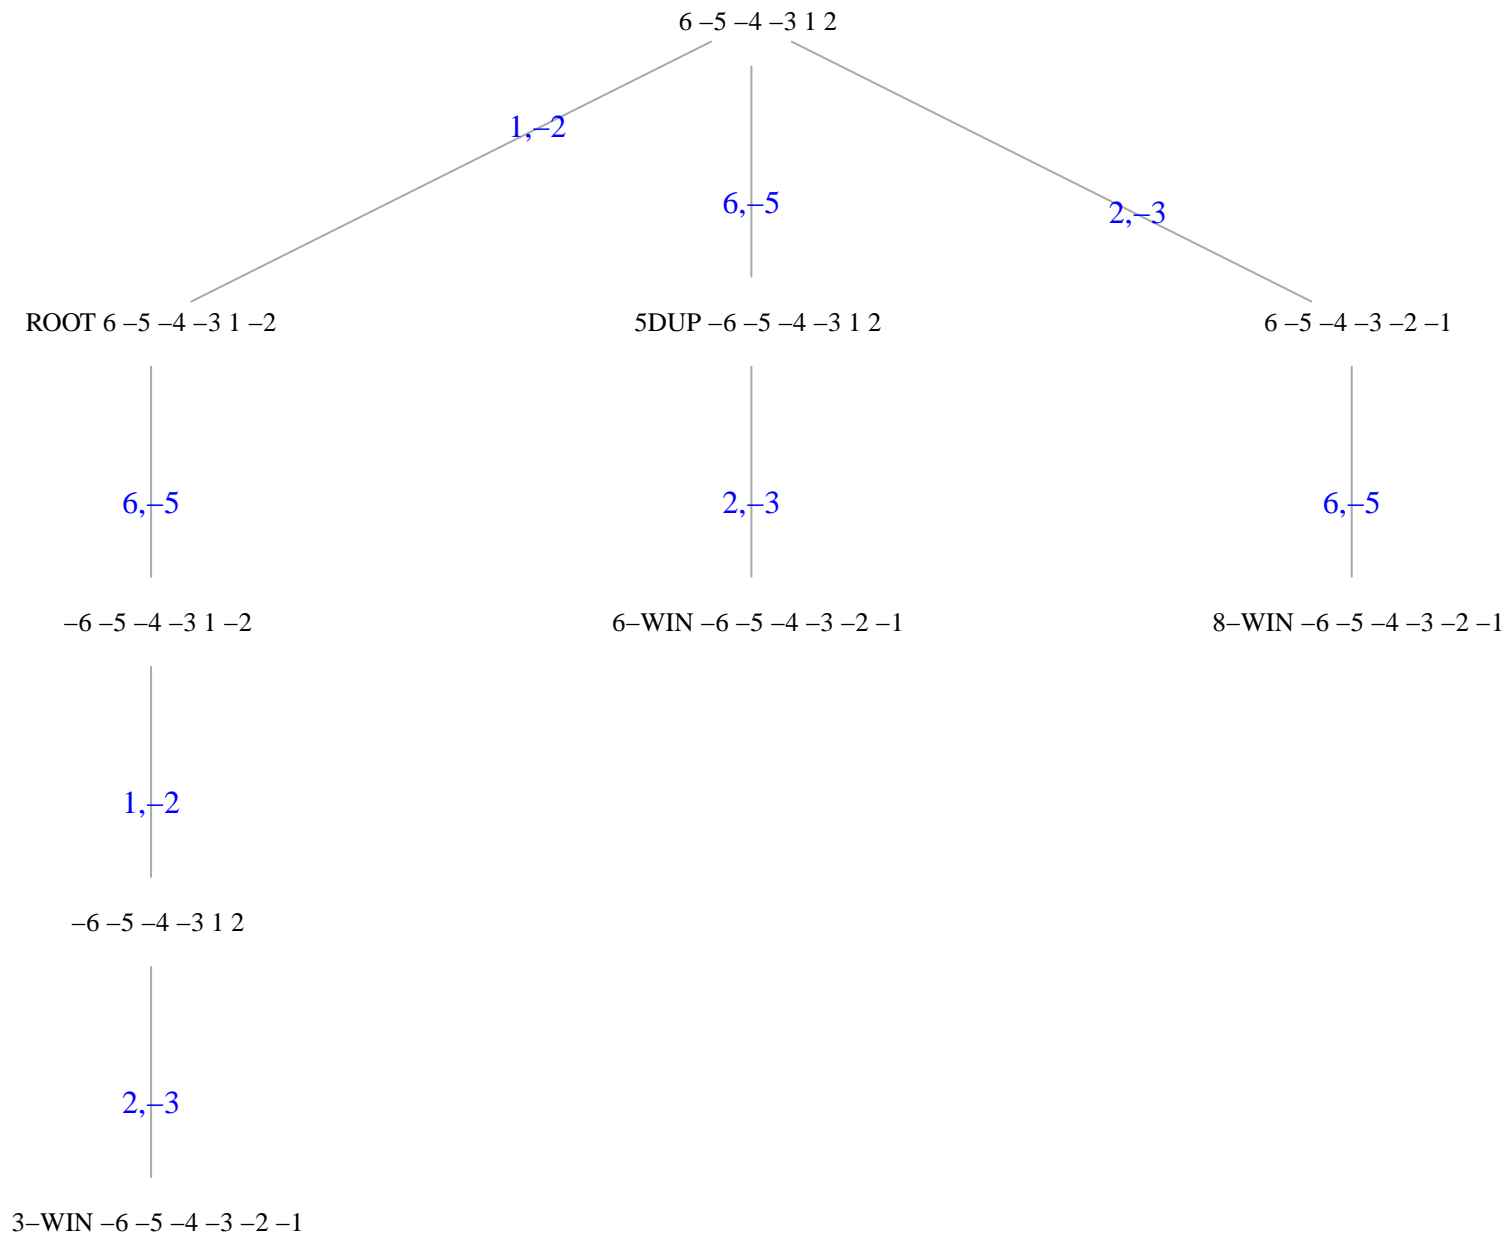 6 –5 –4 –3 1 2
1,–2
6,–5
2,–3
ROOT 6 –5 –4 –3 1 –2
5DUP –6 –5 –4 –3 1 2
6 –5 –4 –3 –2 –1
6,–5
2,–3
6,–5
–6 –5 –4 –3 1 –2
6–WIN –6 –5 –4 –3 –2 –1
8–WIN –6 –5 –4 –3 –2 –1
1,–2
–6 –5 –4 –3 1 2
2,–3
3–WIN –6 –5 –4 –3 –2 –1